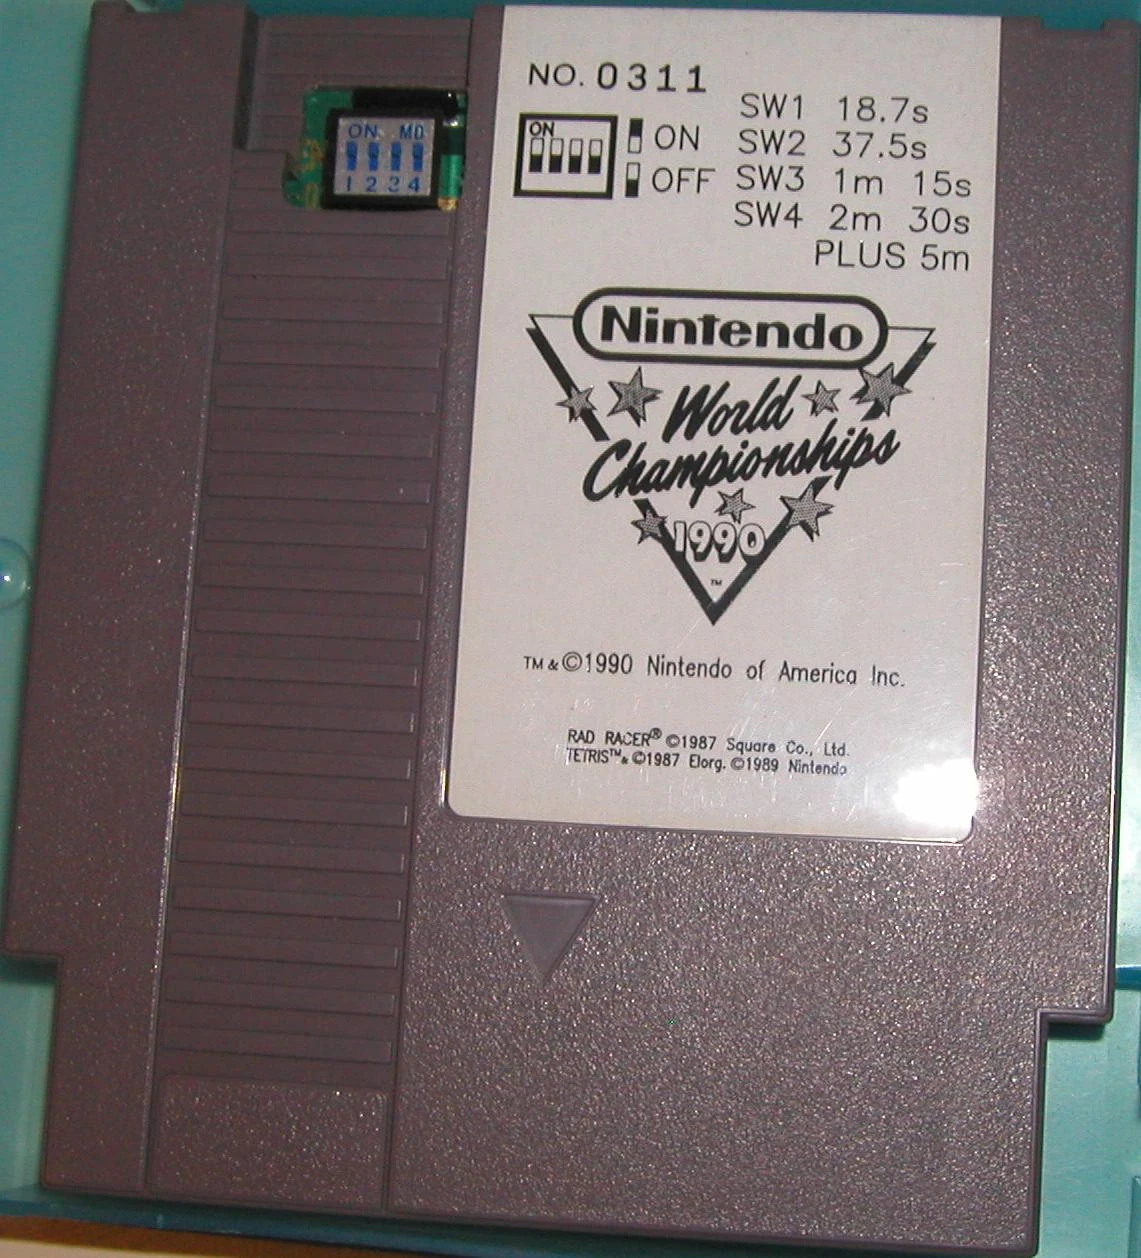 ON MD
1 2 3 4
NO. 0311
ON
ON
OFF
SW1 18.7s
SW2 37.5s
SW3 1m 15s
SW4 2m 30s
PLUS 5m
Nintendo
World
Championships
1990
TM
TM & ©1990 Nintendo of America Inc.
RAD RACER® ©1987 Square Co., Ltd.
TETRIS™& ©1987 Elorg. ©1989 Nintendo